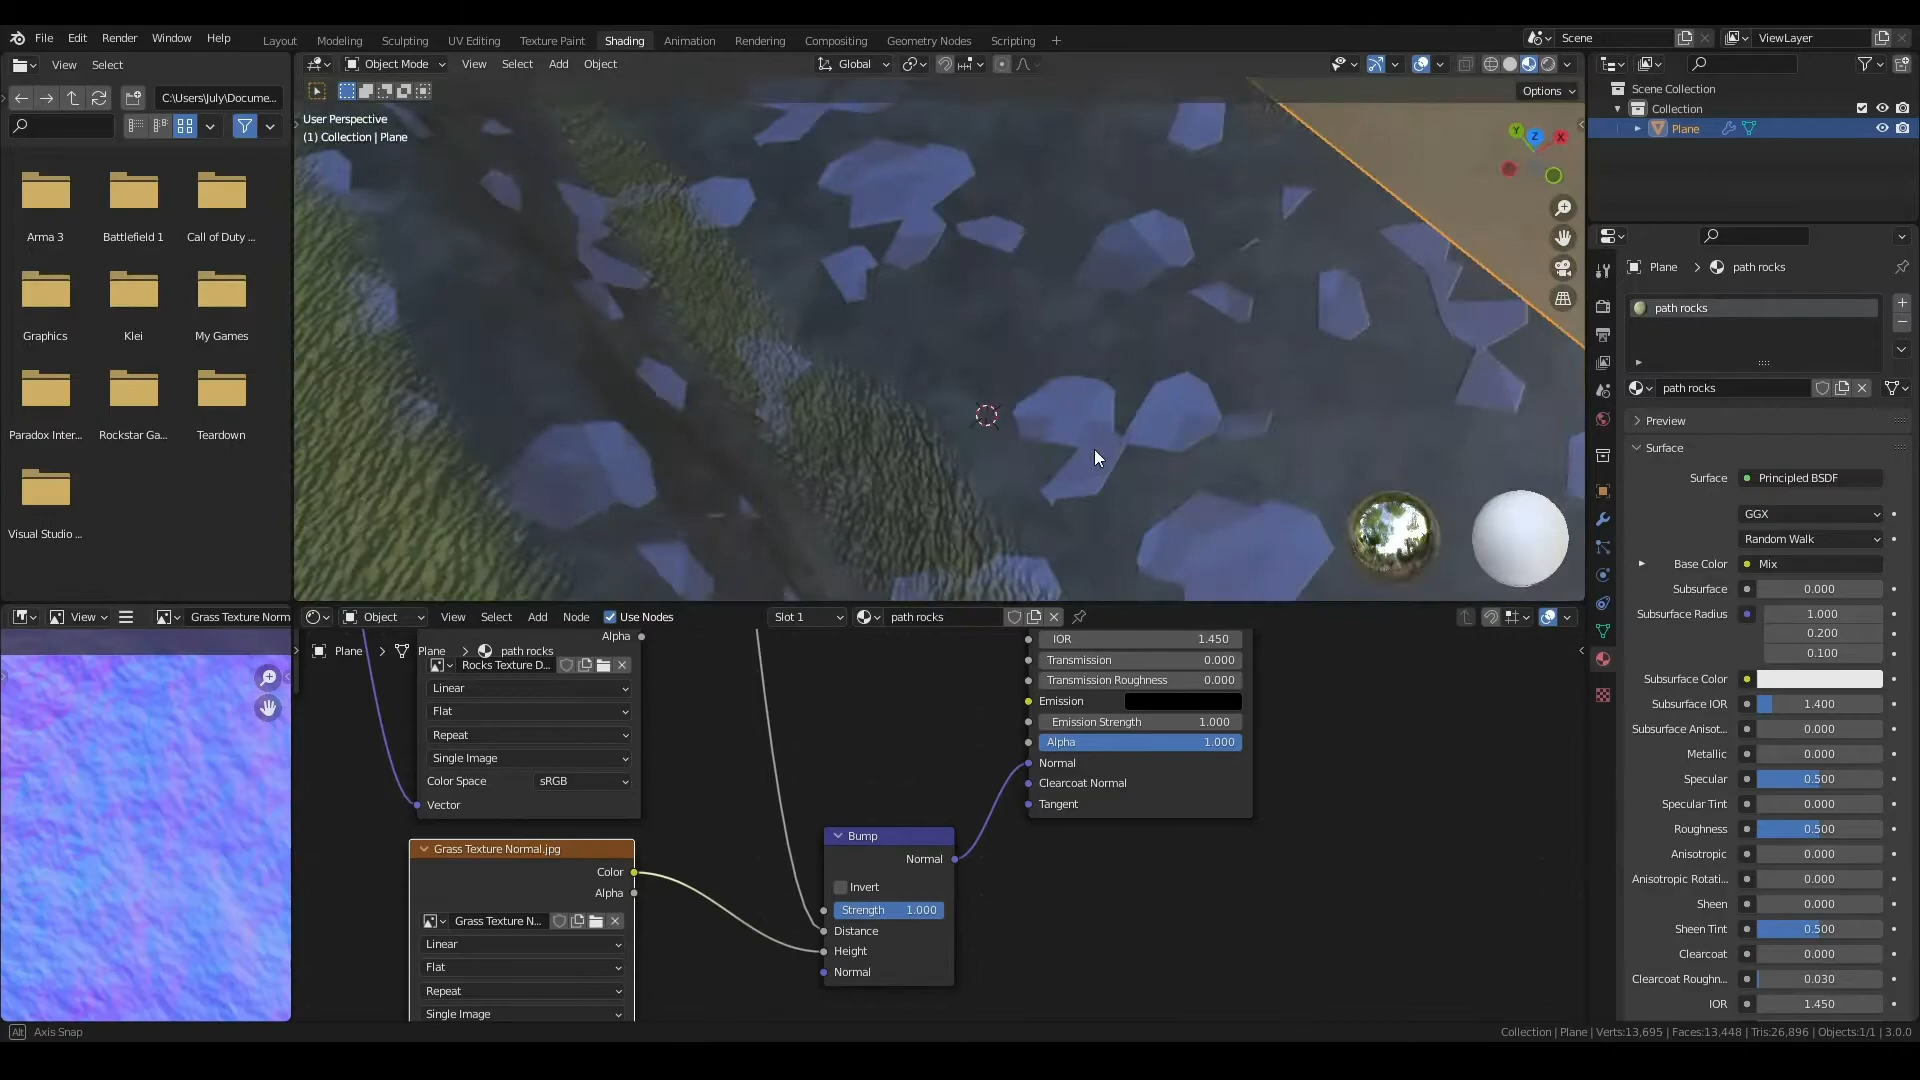 File Edit Render Window Help
Layout Modeling Sculpting UV Editing Texture Paint Shading Animation Rendering Compositing Geometry Nodes Scripting +
Scene
ViewLayer
View Select
Object Mode View Select Add Object
Global
C:\Users\July\Docume...
Options
User Perspective
(1) Collection | Plane
Scene Collection
Collection
Plane
Y Z X
Arma 3 Battlefield 1 Call of Duty ...
Graphics Klei My Games
Paradox Inter... Rockstar Ga... Teardown
Visual Studio ...
Plane > path rocks
path rocks
path rocks
Preview
Surface
Surface Principled BSDF
GGX
Random Walk
Base Color Mix
Subsurface 0.000
Subsurface Radius 1.000
0.200
0.100
Subsurface Color
Subsurface IOR 1.400
Subsurface Anisot... 0.000
Metallic 0.000
Specular 0.500
Specular Tint 0.000
Roughness 0.500
Anisotropic 0.000
Anisotropic Rotati... 0.000
Sheen 0.000
Sheen Tint 0.500
Clearcoat 0.000
Clearcoat Roughn... 0.030
IOR 1.450
View
Grass Texture Norm
Object View Select Add Node Use Nodes
Slot 1
path rocks
Plane > Plane > path rocks
Alpha
Rocks Texture D...
Linear
Flat
Repeat
Single Image
Color Space sRGB
Vector
Grass Texture Normal.jpg
Color
Alpha
Grass Texture N...
Linear
Flat
Repeat
Single Image
Bump
Normal
Invert
Strength 1.000
Distance
Height
Normal
IOR 1.450
Transmission 0.000
Transmission Roughness 0.000
Emission
Emission Strength 1.000
Alpha 1.000
Normal
Clearcoat Normal
Tangent
Alt Axis Snap
Collection | Plane | Verts:13,695 | Faces:13,448 | Tris:26,896 | Objects:1/1 | 3.0.0